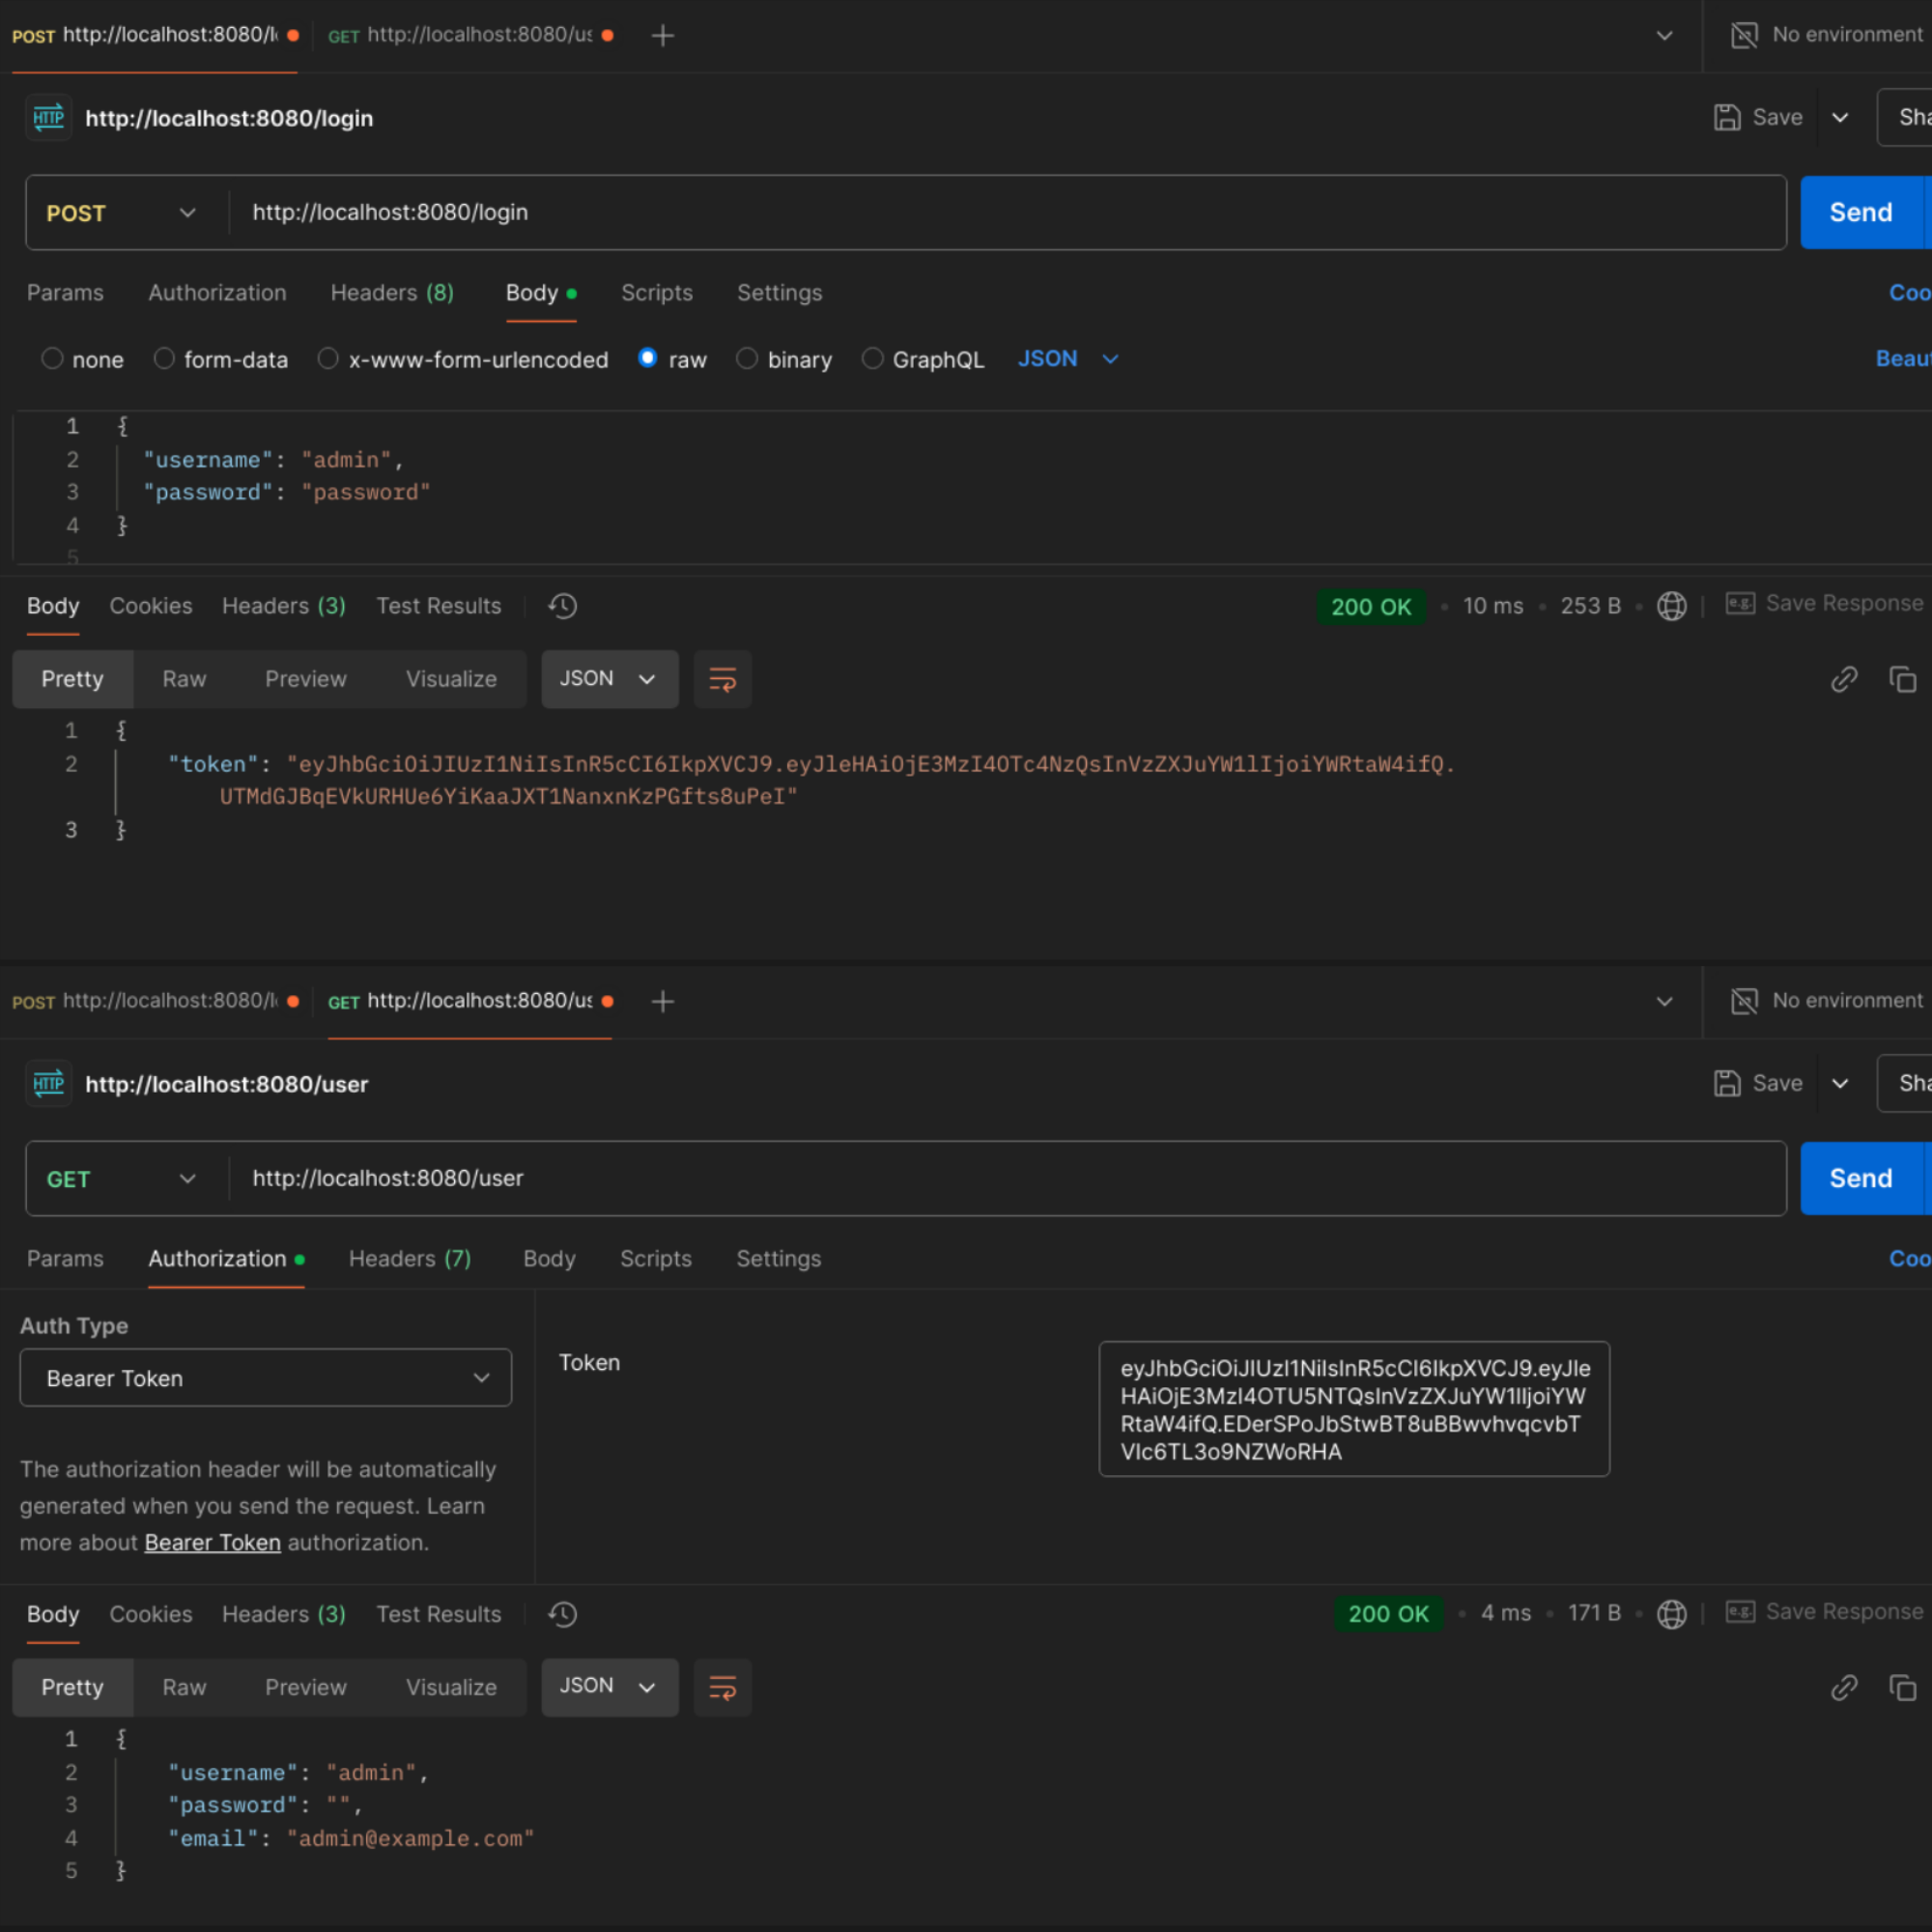 POST http://localhost:8080/l GET http://localhost:8080/us No environment
HTTP http://localhost:8080/login Save Sha
POST http://localhost:8080/login Send
Params Authorization Headers (8) Body Scripts Settings Coo
none form-data x-www-form-urlencoded raw binary GraphQL JSON Beaut
1 {
2 "username": "admin",
3 "password": "password"
4 }
5
Body Cookies Headers (3) Test Results 200 OK 10 ms 253 B e.g. Save Response
Pretty Raw Preview Visualize JSON
1 {
2 "token": "eyJhbGciOiJIUzI1NiIsInR5cCI6IkpXVCJ9.eyJleHAiOjE3MzI4OTc4NzQsInVzZXJuYW1lIjoiYWRtaW4ifQ.
UTMdGJBqEVkURHUe6YiKaaJXT1NanxnKzPGfts8uPeI"
3 }
POST http://localhost:8080/l GET http://localhost:8080/us No environment
HTTP http://localhost:8080/user Save Sha
GET http://localhost:8080/user Send
Params Authorization Headers (7) Body Scripts Settings Coo
Auth Type
Bearer Token
Token
eyJhbGciOiJIUzI1NiIsInR5cCI6IkpXVCJ9.eyJle
HAiOjE3MzI4OTU5NTQsInVzZXJuYW1lIjoiYW
RtaW4ifQ.EDerSPoJbStwBT8uBBwvhvqcvbT
VIc6TL3o9NZWoRHA
The authorization header will be automatically
generated when you send the request. Learn
more about Bearer Token authorization.
Body Cookies Headers (3) Test Results 200 OK 4 ms 171 B e.g. Save Response
Pretty Raw Preview Visualize JSON
1 {
2 "username": "admin",
3 "password": "",
4 "email": "admin@example.com"
5 }